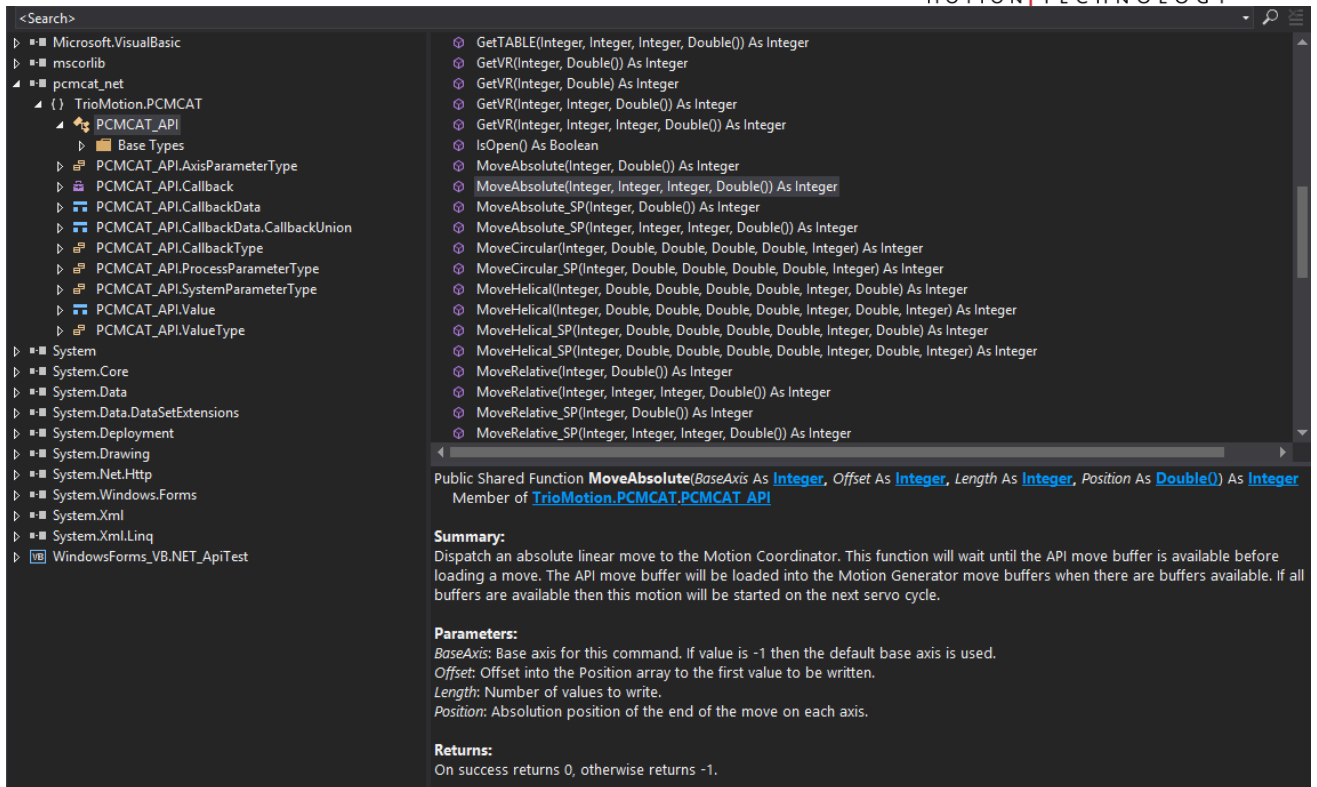 MOTION TECHNOLOGY
<Search>
Microsoft.VisualBasic
mscorlib
pcmcat_net
{} TrioMotion.PCMCAT
PCMCAT_API
Base Types
PCMCAT_API.AxisParameterType
PCMCAT_API.Callback
PCMCAT_API.CallbackData
PCMCAT_API.CallbackData.CallbackUnion
PCMCAT_API.CallbackType
PCMCAT_API.ProcessParameterType
PCMCAT_API.SystemParameterType
PCMCAT_API.Value
PCMCAT_API.ValueType
System
System.Core
System.Data
System.Data.DataSetExtensions
System.Deployment
System.Drawing
System.Net.Http
System.Windows.Forms
System.Xml
System.Xml.Linq
VB WindowsForms_VB.NET_ApiTest
GetTABLE(Integer, Integer, Integer, Double()) As Integer
GetVR(Integer, Double()) As Integer
GetVR(Integer, Double) As Integer
GetVR(Integer, Integer, Double()) As Integer
GetVR(Integer, Integer, Integer, Double()) As Integer
IsOpen() As Boolean
MoveAbsolute(Integer, Double()) As Integer
MoveAbsolute(Integer, Integer, Integer, Double()) As Integer
MoveAbsolute_SP(Integer, Double()) As Integer
MoveAbsolute_SP(Integer, Integer, Integer, Double()) As Integer
MoveCircular(Integer, Double, Double, Double, Double, Integer) As Integer
MoveCircular_SP(Integer, Double, Double, Double, Double, Integer) As Integer
MoveHelical(Integer, Double, Double, Double, Double, Integer, Double) As Integer
MoveHelical(Integer, Double, Double, Double, Double, Integer, Double, Integer) As Integer
MoveHelical_SP(Integer, Double, Double, Double, Double, Integer, Double) As Integer
MoveHelical_SP(Integer, Double, Double, Double, Double, Integer, Double, Integer) As Integer
MoveRelative(Integer, Double()) As Integer
MoveRelative(Integer, Integer, Integer, Double()) As Integer
MoveRelative_SP(Integer, Double()) As Integer
MoveRelative_SP(Integer, Integer, Integer, Double()) As Integer
Public Shared Function MoveAbsolute(BaseAxis As Integer, Offset As Integer, Length As Integer, Position As Double()) As Integer
Member of TrioMotion.PCMCAT.PCMCAT_API
Summary:
Dispatch an absolute linear move to the Motion Coordinator. This function will wait until the API move buffer is available before
loading a move. The API move buffer will be loaded into the Motion Generator move buffers when there are buffers available. If all
buffers are available then this motion will be started on the next servo cycle.
Parameters:
BaseAxis: Base axis for this command. If value is -1 then the default base axis is used.
Offset: Offset into the Position array to the first value to be written.
Length: Number of values to write.
Position: Absolution position of the end of the move on each axis.
Returns:
On success returns 0, otherwise returns -1.